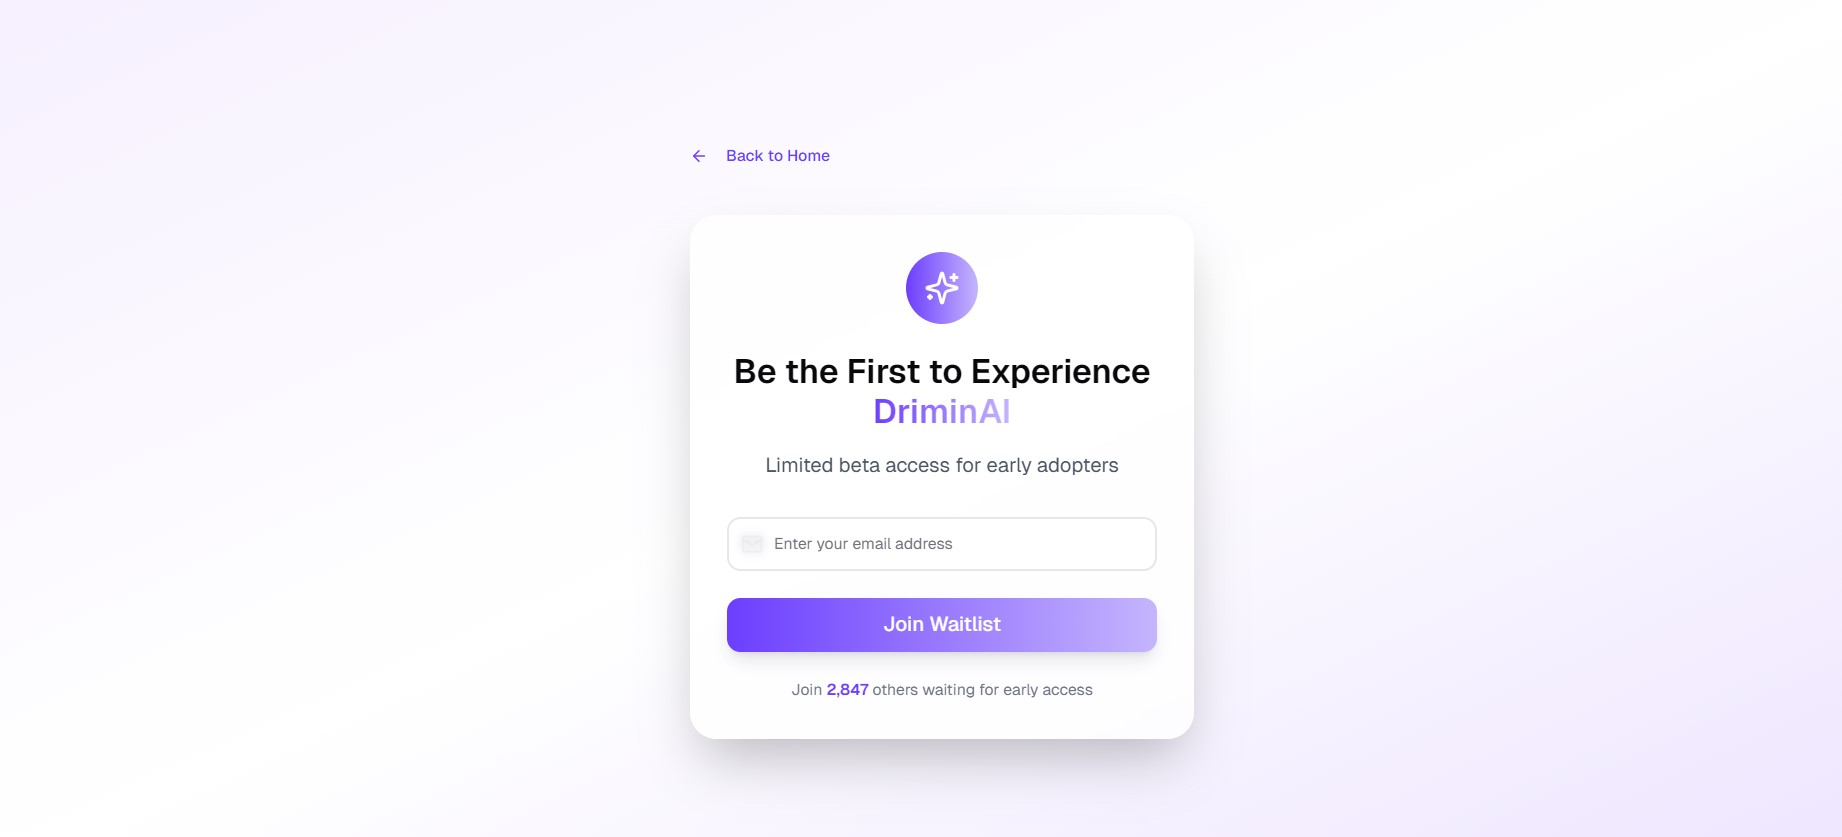 Back to Home
Be the First to Experience
DriminAI
Limited beta access for early adopters
Enter your email address
Join Waitlist
Join 2,847 others waiting for early access